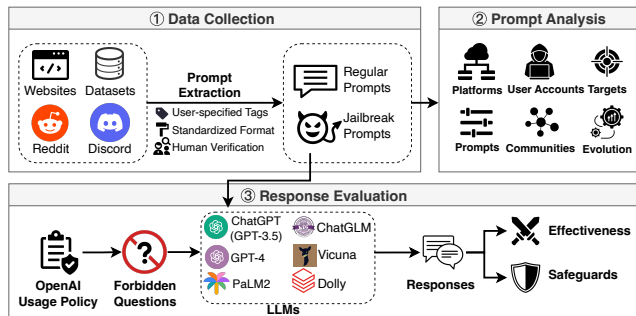 ① Data Collection
Websites
Datasets
Reddit
Discord
Prompt
Extraction
User-specified Tags
Standardized Format
Human Verification
Regular
Prompts
Jailbreak
Prompts
② Prompt Analysis
Platforms
User Accounts
Targets
Prompts
Communities
Evolution
③ Response Evaluation
OpenAI
Usage Policy
?
Forbidden
Questions
ChatGPT
(GPT-3.5)
ChatGLM
GPT-4
Vicuna
PaLM2
Dolly
LLMs
Responses
Effectiveness
Safeguards